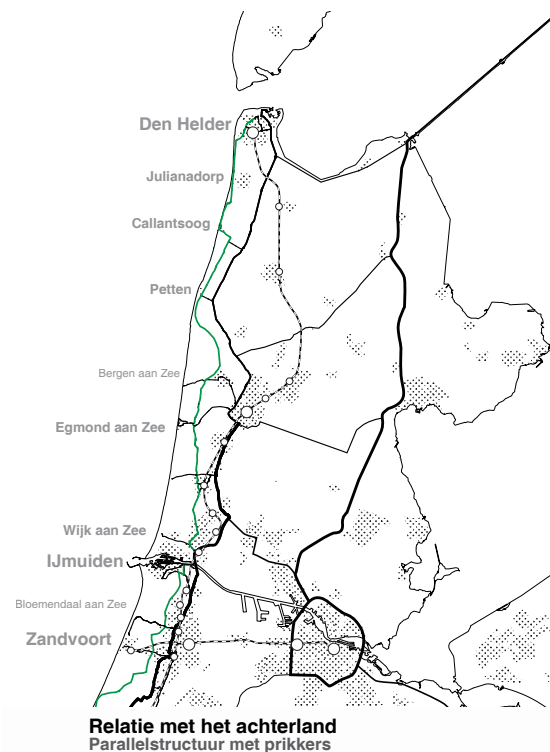 Den Helder
Julianadorp
Callantsoog
Petten
Bergen aan Zee
Egmond aan Zee
Wijk aan Zee
IJmuiden
Bloemendaal aan Zee
Zandvoort
Relatie met het achterland
Parallelstructuur met prikkers